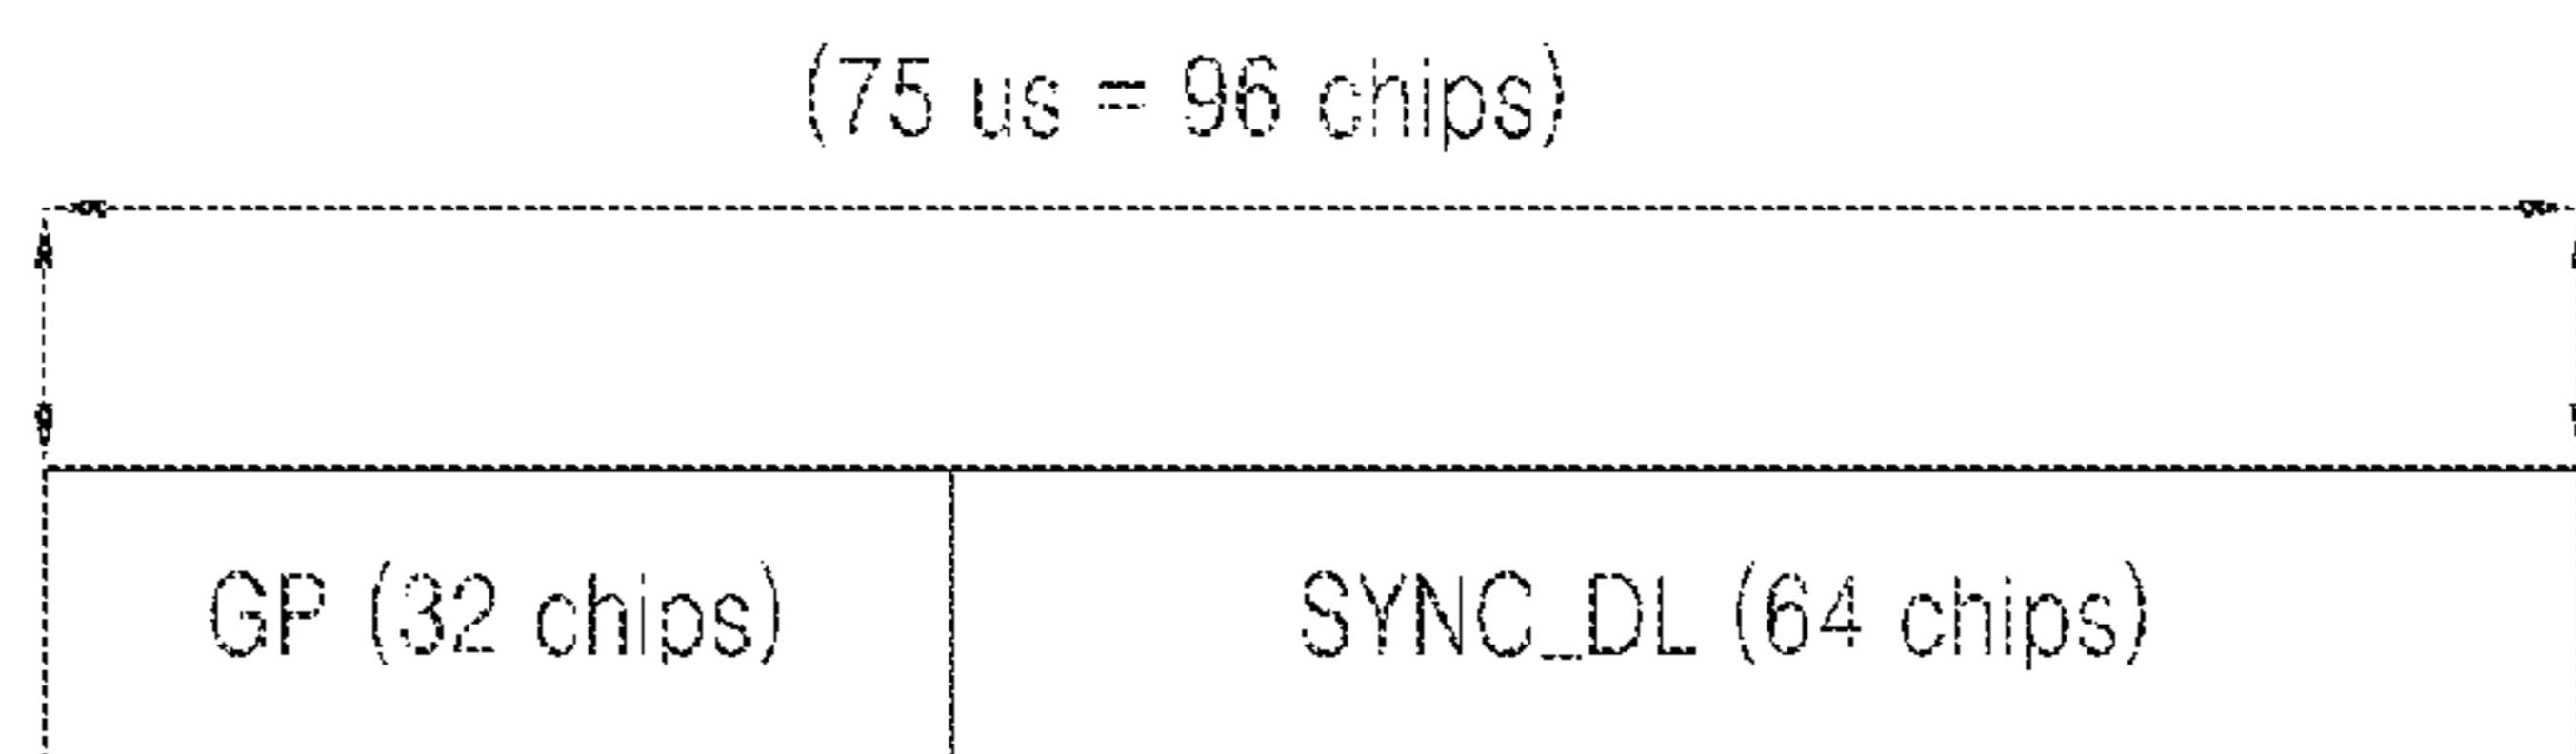 (75 us = 96 chips)
GP (32 chips) SYNC_DL (64 chips)